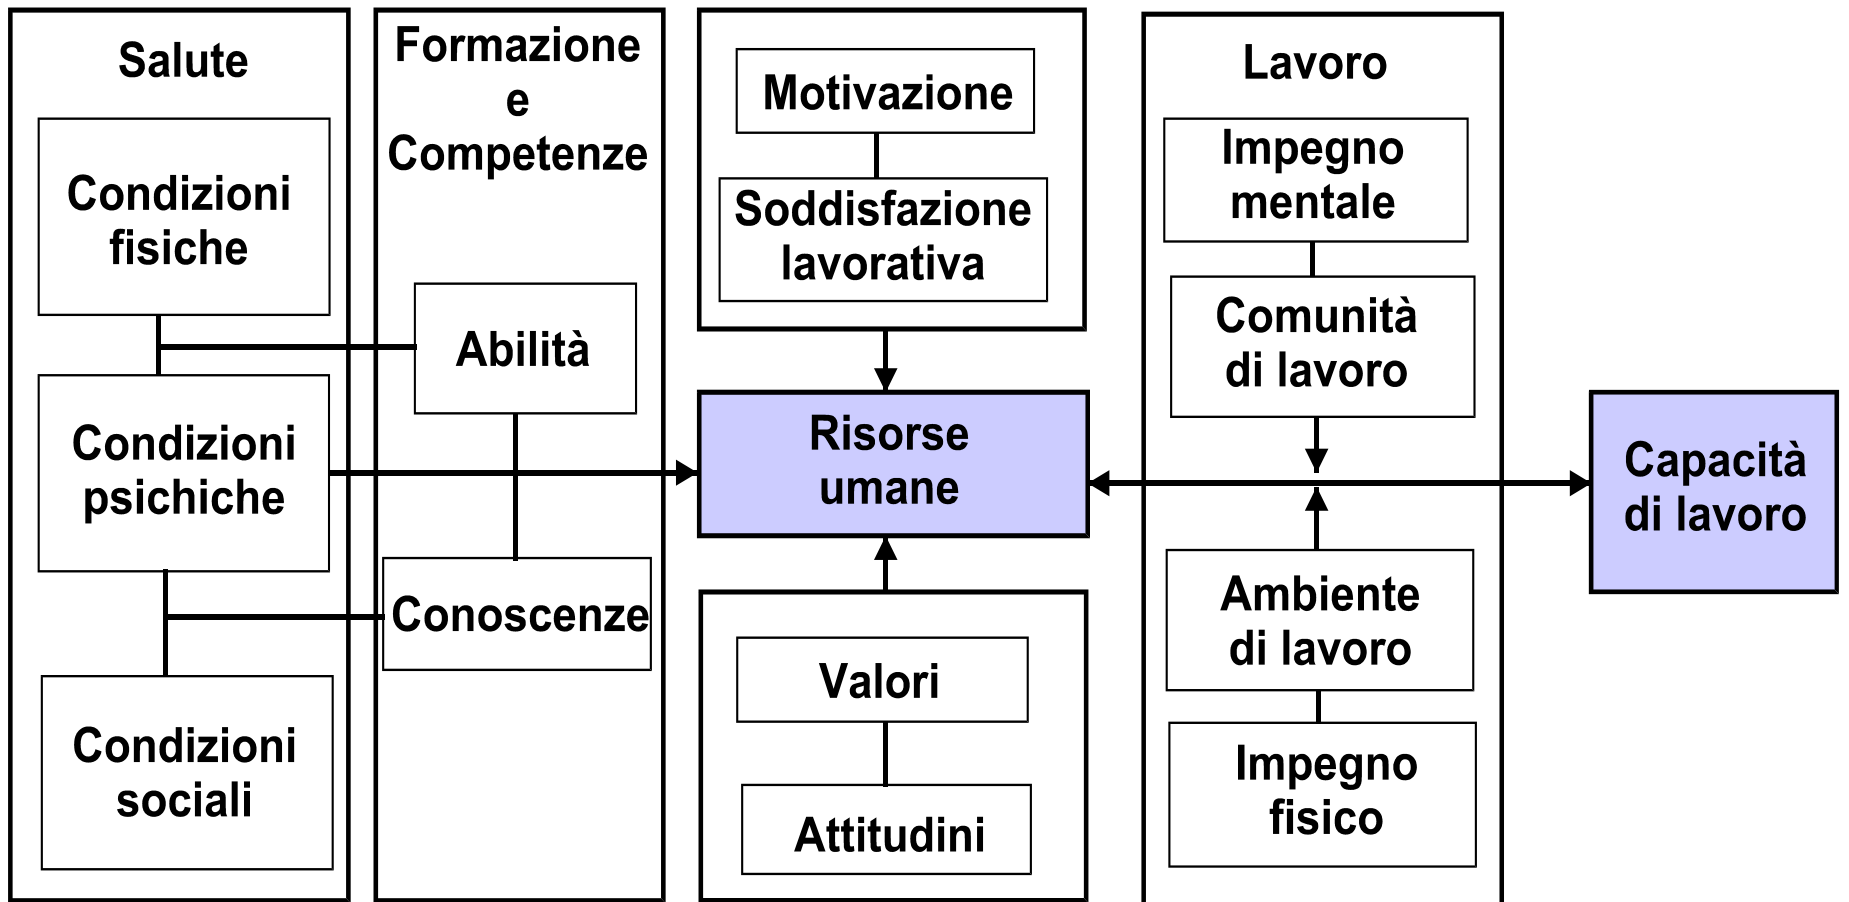 Salute
Condizioni
fisiche
Condizioni
psichiche
Condizioni
sociali
Formazione
e
Competenze
Abilità
Conoscenze
Motivazione
Soddisfazione
lavorativa
Risorse
umane
Valori
Attitudini
Lavoro
Impegno
mentale
Comunità
di lavoro
Ambiente
di lavoro
Impegno
fisico
Capacità
di lavoro